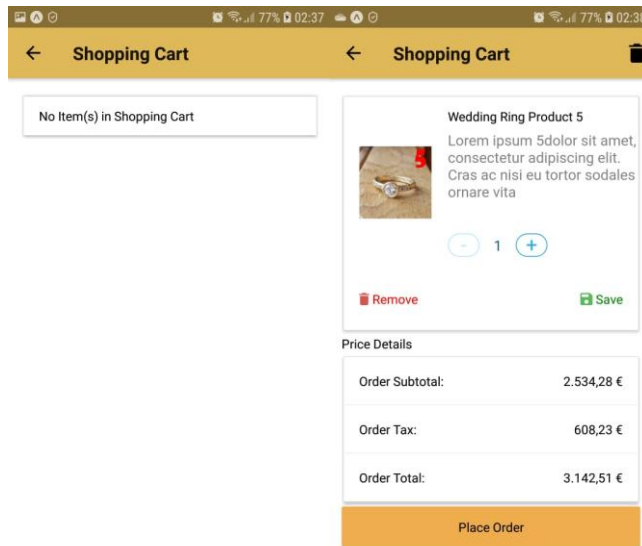 77% 02:37
Shopping Cart
No Item(s) in Shopping Cart
77% 02:38
Shopping Cart
Wedding Ring Product 5
Lorem ipsum 5dolor sit amet,
consectetur adipiscing elit.
Cras ac nisi eu tortor sodales
ornare vita
5
- 1 +
Remove Save
Price Details
Order Subtotal: 2.534,28 €
Order Tax: 608,23 €
Order Total: 3.142,51 €
Place Order